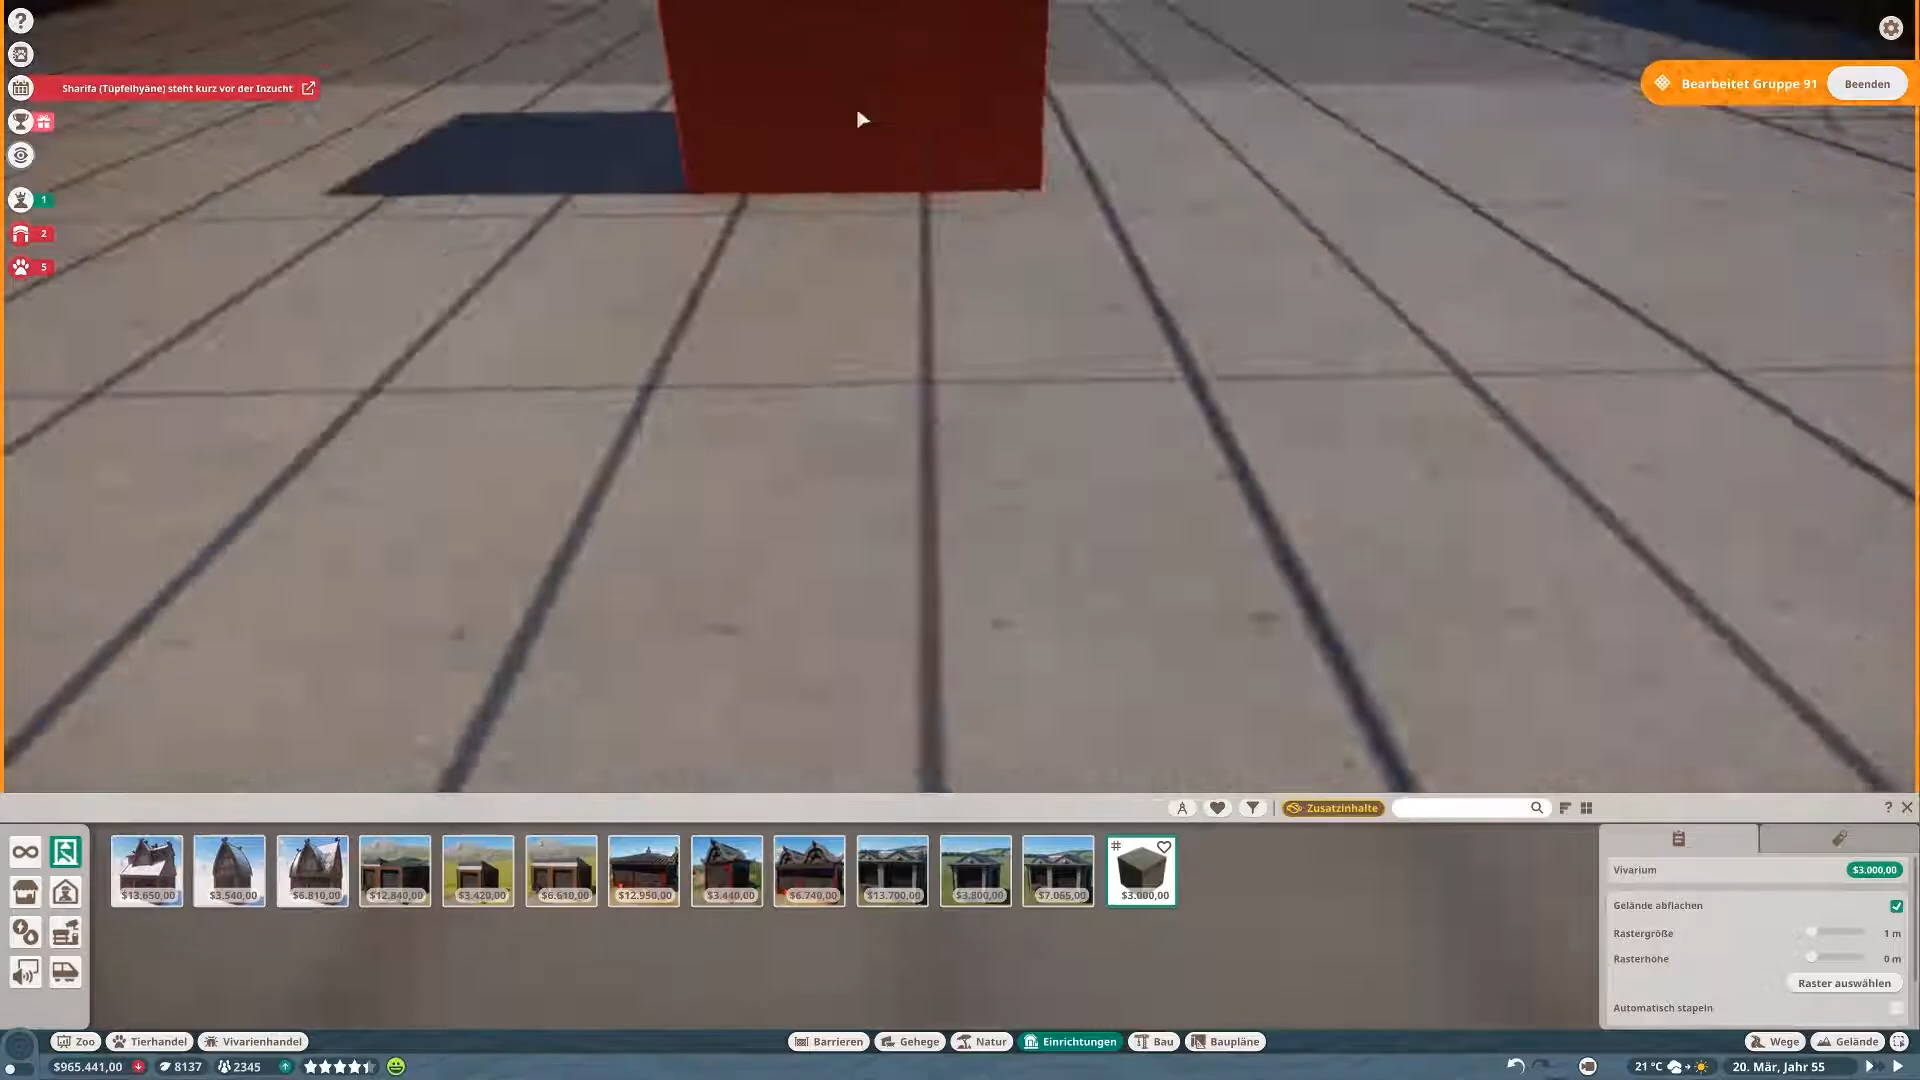 Sharifa (Tüpfelhyäne) steht kurz vor der Inzucht
Bearbeitet Gruppe 91
Beenden
1
2
5
Zusatzinhalte
$13.650,00
$3.540,00
$6.810,00
$12.840,00
$3.420,00
$6.610,00
$12.950,00
$3.440,00
$6.740,00
$13.700,00
$3.800,00
$7.065,00
$3.000,00
Vivarium
$3.000,00
Gelände abflachen
Rastergröße
1 m
Rasterhöhe
0 m
Raster auswählen
Automatisch stapeln
Zoo
Tierhandel
Vivarienhandel
Barrieren
Gehege
Natur
Einrichtungen
Bau
Baupläne
Wege
Gelände
$965.441,00
8137
2345
21 °C
20. Mär, Jahr 55